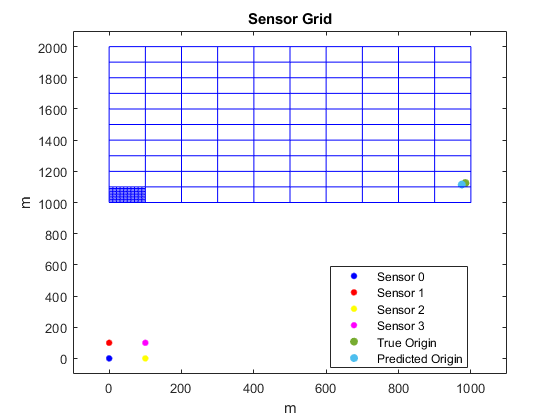 Sensor Grid
2000
1800
1600
1400
1200
1000
800
600
400
200
0
m
Sensor 0
Sensor 1
Sensor 2
Sensor 3
True Origin
Predicted Origin
0 200 400 600 800 1000
m